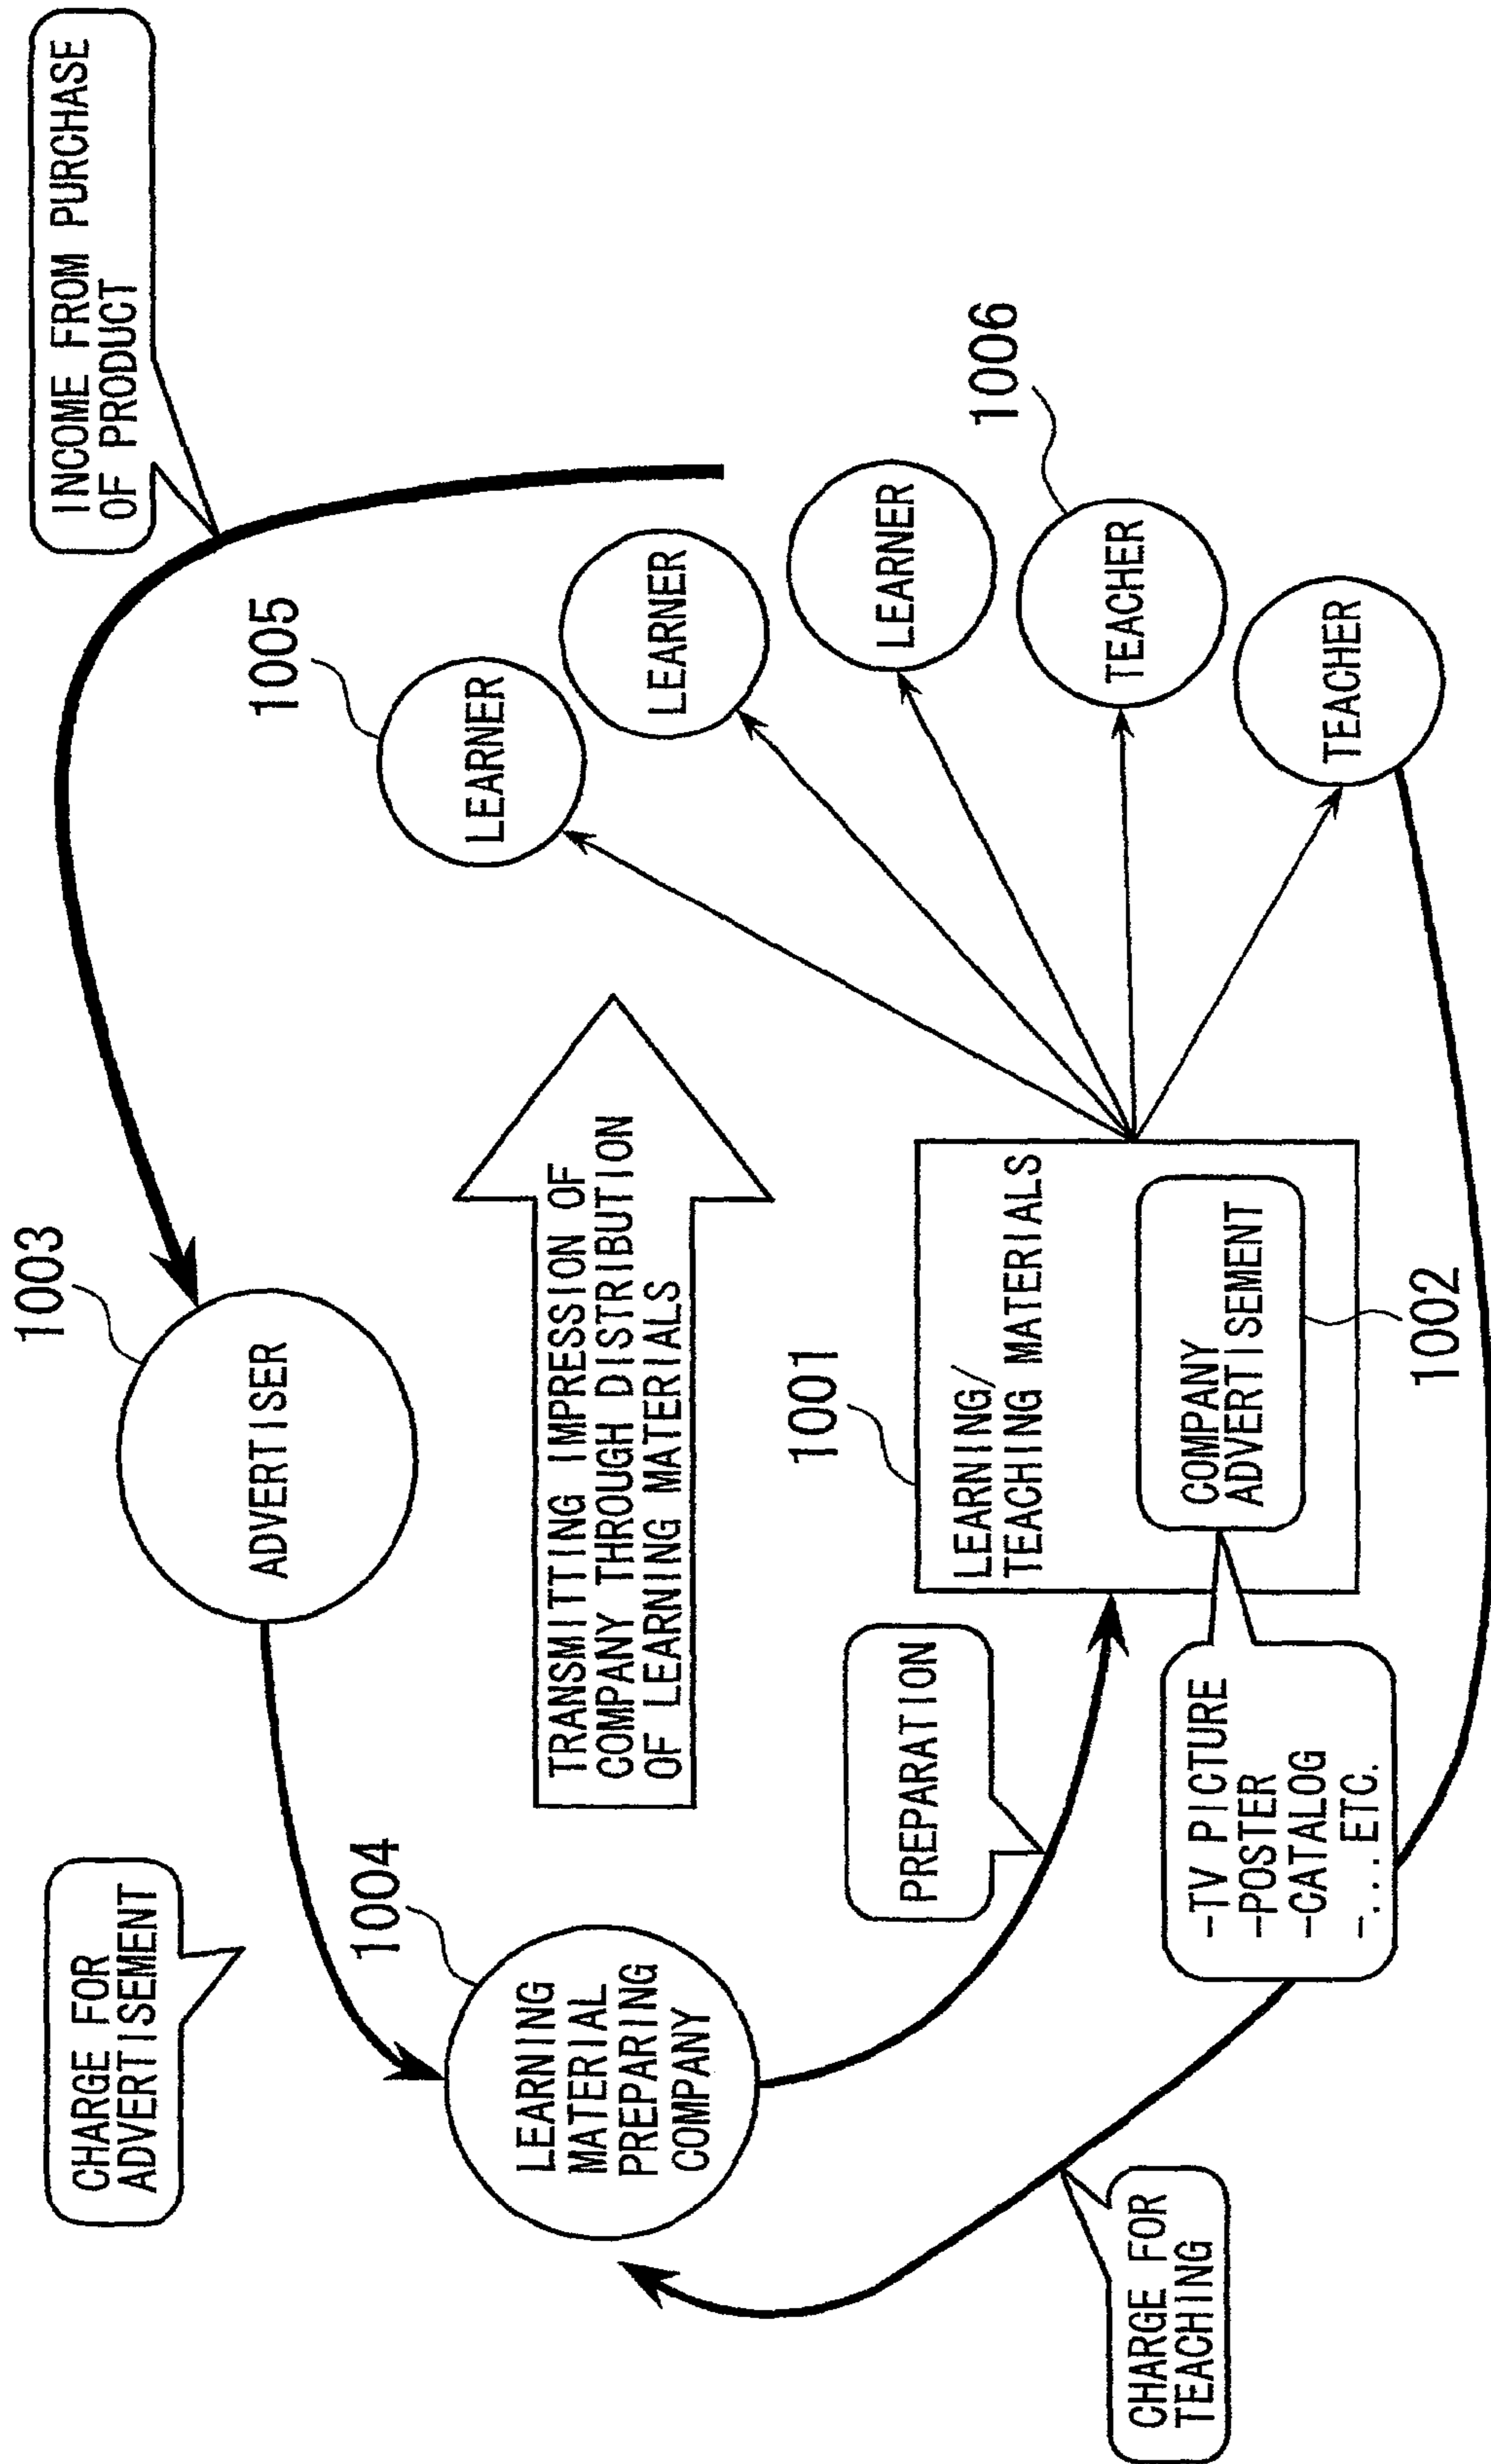 INCOME FROM PURCHASE
OF PRODUCT
1003
ADVERTISER
CHARGE FOR
ADVERTISEMENT
1005
LEARNER
LEARNER
LEARNER
1006
TEACHER
TEACHER
TRANSMITTING IMPRESSION OF
COMPANY THROUGH DISTRIBUTION
OF LEARNING MATERIALS
1004
LEARNING
MATERIAL
PREPARING
COMPANY
PREPARATION
1001
LEARNING/
TEACHING MATERIALS
COMPANY
ADVERTISEMENT
1002
-TV PICTURE
-POSTER
-CATALOG
-....ETC.
CHARGE FOR
TEACHING